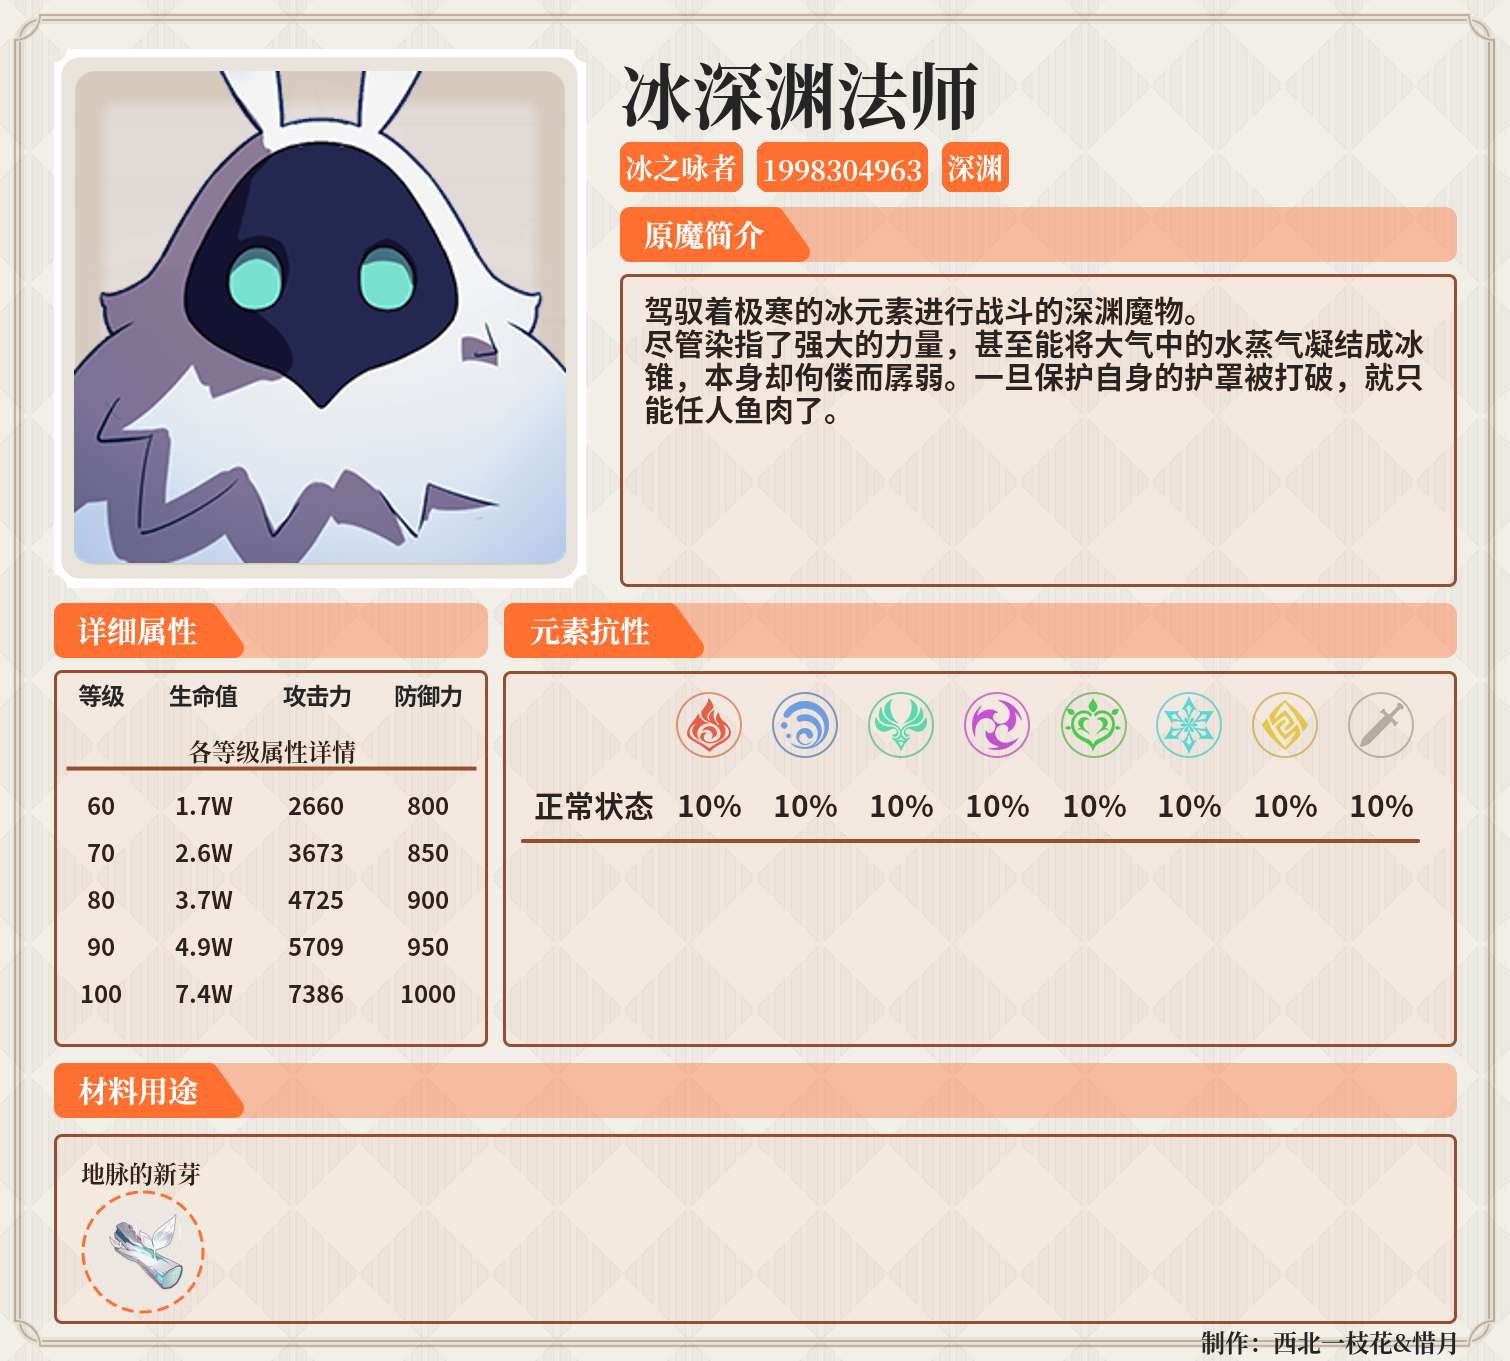 冰深渊法师
冰之咏者 1998304963 深渊
原魔简介
驾驭着极寒的冰元素进行战斗的深渊魔物。
尽管染指了强大的力量，甚至能将大气中的水蒸气凝结成冰
锥，本身却佝偻而孱弱。一旦保护自身的护罩被打破，就只
能任人鱼肉了。
详细属性
等级 生命值 攻击力 防御力
各等级属性详情
60 1.7W 2660 800
70 2.6W 3673 850
80 3.7W 4725 900
90 4.9W 5709 950
100 7.4W 7386 1000
元素抗性
正常状态 10% 10% 10% 10% 10% 10% 10% 10%
材料用途
地脉的新芽
制作：西北一枝花&惜月